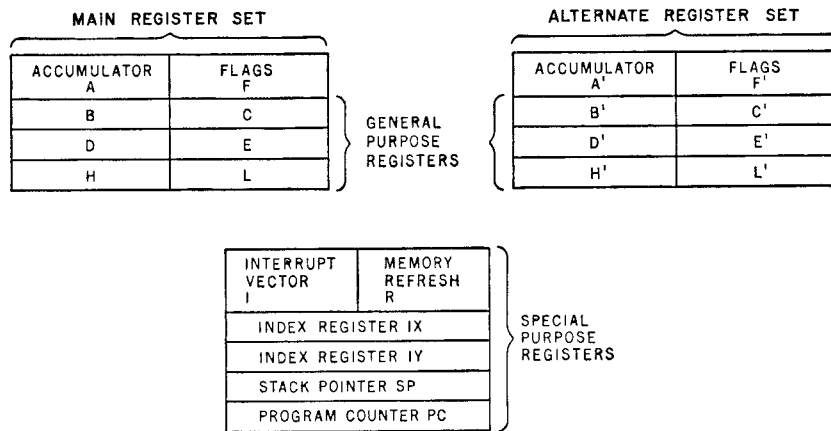 MAIN REGISTER SET
ALTERNATE REGISTER SET
ACCUMULATOR
A
FLAGS
F
B
C
D
E
H
L
GENERAL
PURPOSE
REGISTERS
ACCUMULATOR
A'
FLAGS
F'
B'
C'
D'
E'
H'
L'
INTERRUPT
VECTOR
I
MEMORY
REFRESH
R
INDEX REGISTER IX
INDEX REGISTER IY
STACK POINTER SP
PROGRAM COUNTER PC
SPECIAL
PURPOSE
REGISTERS